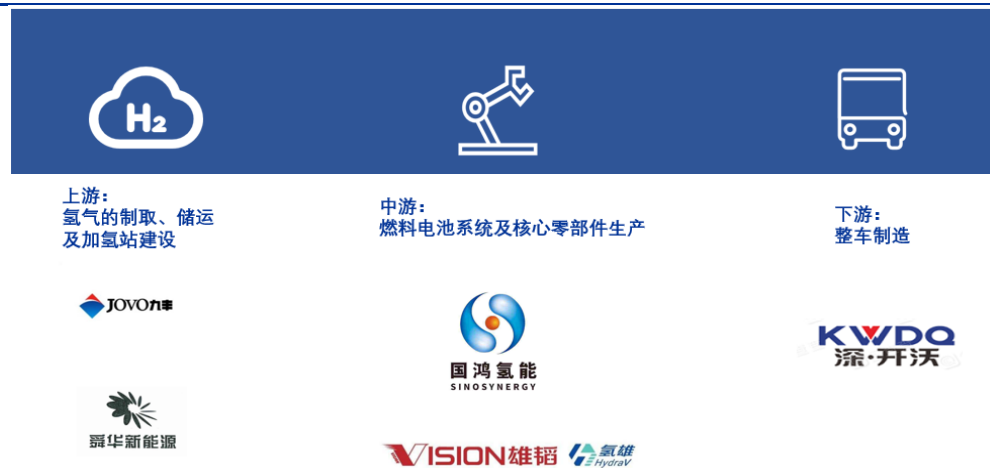 H2
上游：
氢气的制取、储运
及加氢站建设
中游：
燃料电池系统及核心零部件生产
下游：
整车制造
JOVO九丰
国鸿氢能
SINOSYNERGY
KWDQ
深·开沃
舜华新能源
VISION雄韬
氢雄
HydraV